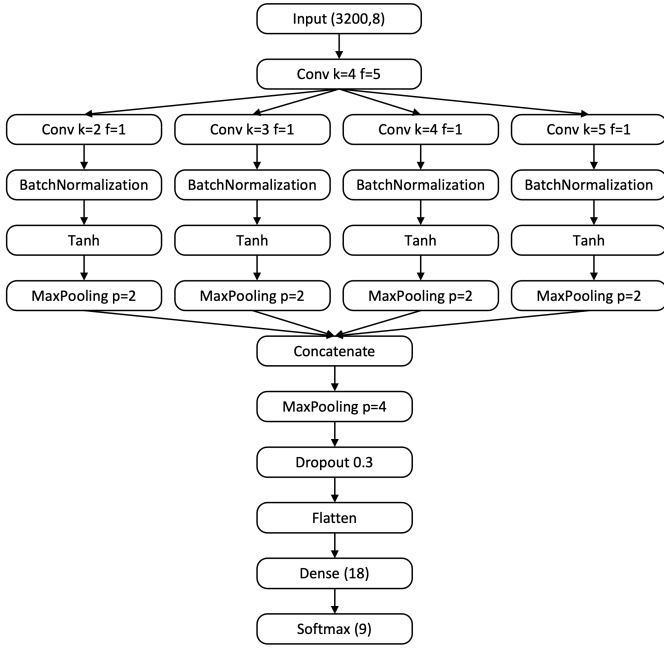 Input (3200,8)
Conv k=4 f=5
Conv k=2 f=1
Conv k=3 f=1
Conv k=4 f=1
Conv k=5 f=1
BatchNormalization
BatchNormalization
BatchNormalization
BatchNormalization
Tanh
Tanh
Tanh
Tanh
MaxPooling p=2
MaxPooling p=2
MaxPooling p=2
MaxPooling p=2
Concatenate
MaxPooling p=4
Dropout 0.3
Flatten
Dense (18)
Softmax (9)